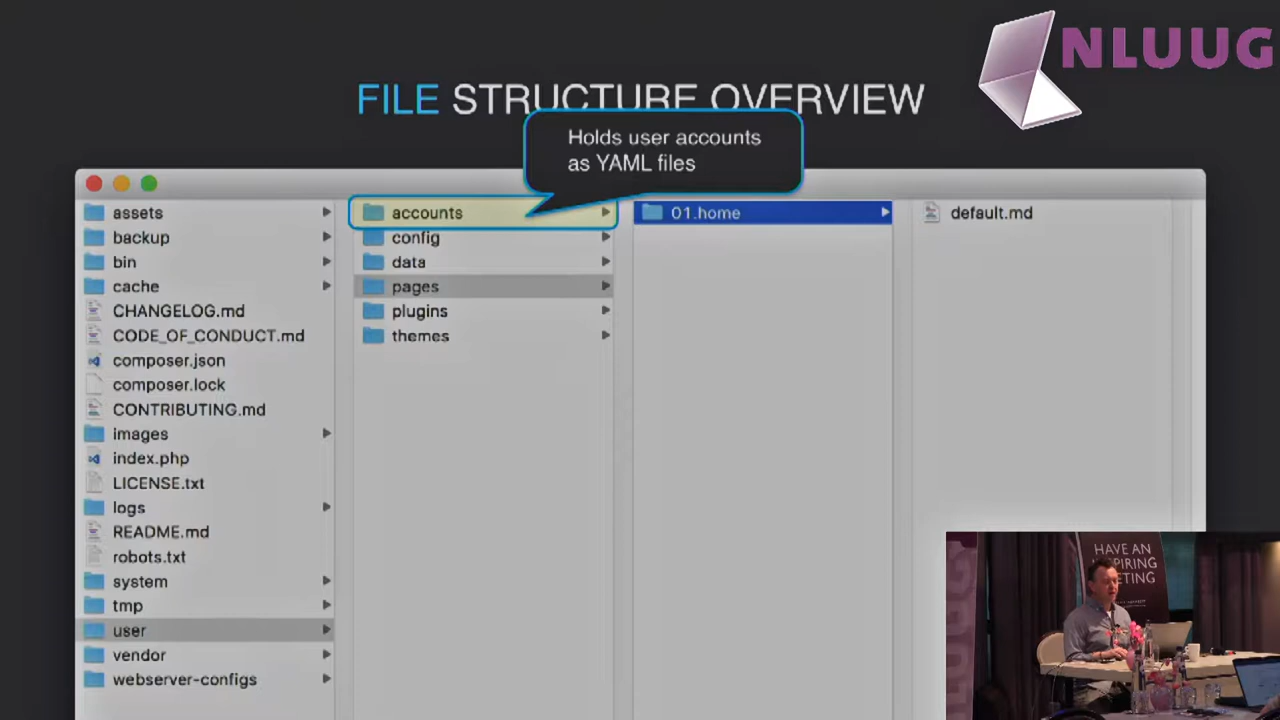 NLUUG
FILE STRUCTURE OVERVIEW
Holds user accounts
as YAML files
assets
backup
bin
cache
CHANGELOG.md
CODE_OF_CONDUCT.md
composer.json
composer.lock
CONTRIBUTING.md
images
index.php
LICENSE.txt
logs
README.md
robots.txt
system
tmp
user
vendor
webserver-configs
accounts
config
data
pages
plugins
themes
01.home
default.md
HAVE AN